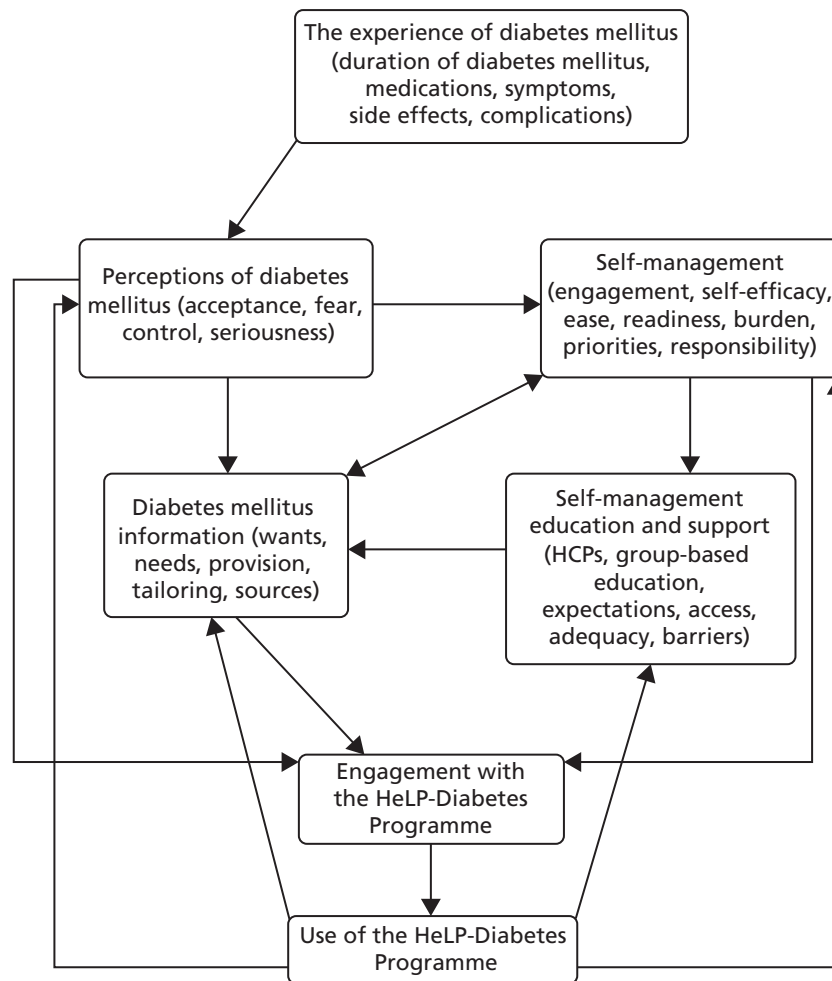 The experience of diabetes mellitus
(duration of diabetes mellitus,
medications, symptoms,
side effects, complications)
Perceptions of diabetes
mellitus (acceptance, fear,
control, seriousness)
Self-management
(engagement, self-efficacy,
ease, readiness, burden,
priorities, responsibility)
Diabetes mellitus
information (wants,
needs, provision,
tailoring, sources)
Self-management
education and support
(HCPs, group-based
education,
expectations, access,
adequacy, barriers)
Engagement with
the HeLP-Diabetes
Programme
Use of the HeLP-Diabetes
Programme